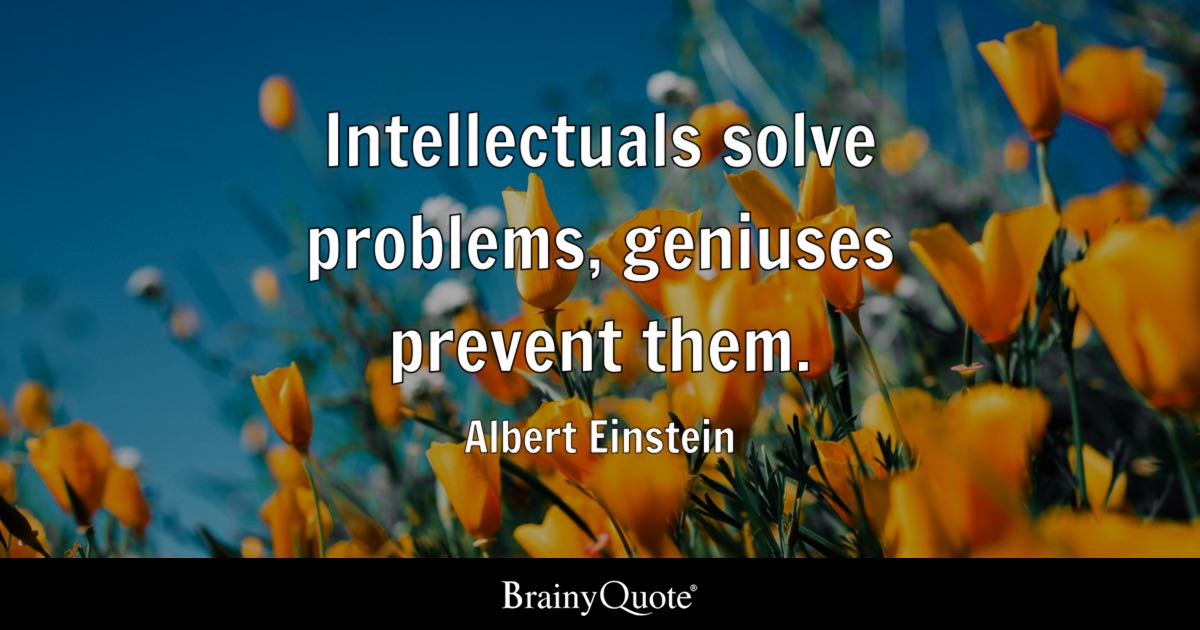 Intellectuals solve
problems, geniuses
prevent them.
Albert Einstein
BrainyQuote®